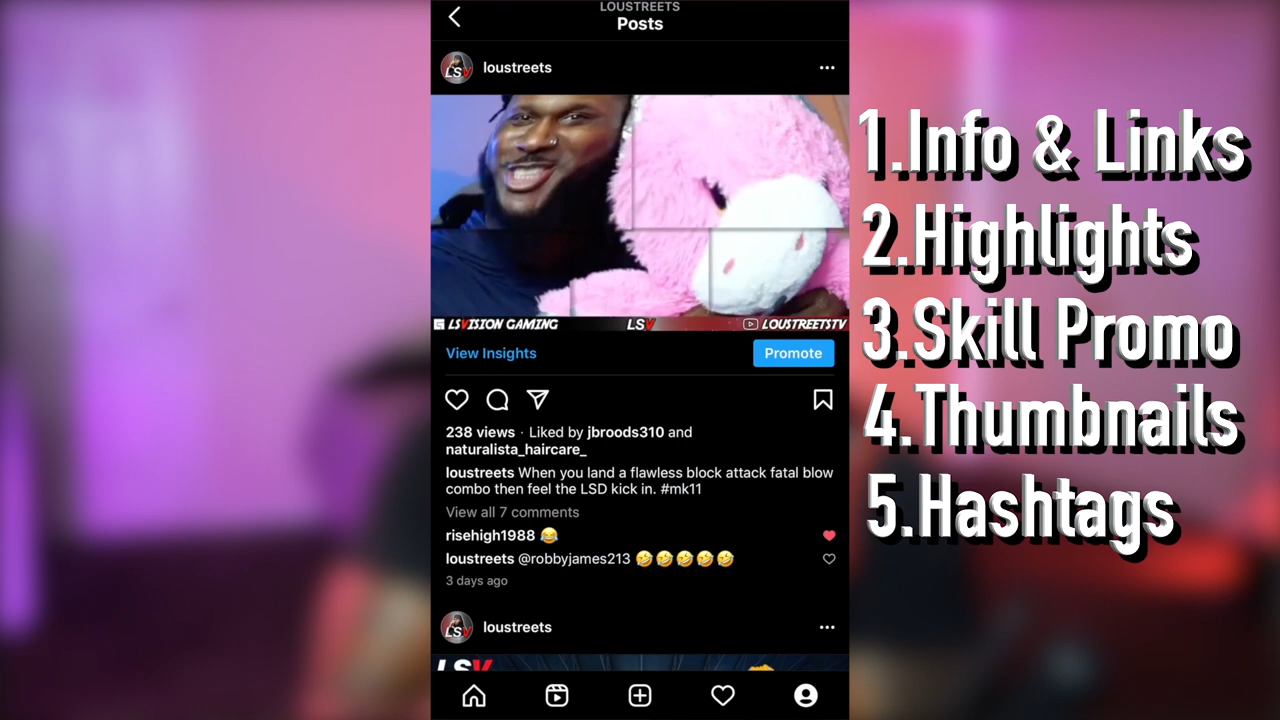 LOUSTREETS
Posts
LSV loustreets
LSVISION GAMING LSV LOUSTREETSTV
View Insights Promote
238 views · Liked by jbroods310 and
naturalista_haircare_
loustreets When you land a flawless block attack fatal blow
combo then feel the LSD kick in. #mk11
View all 7 comments
risehigh1988 😂
loustreets @robbyjames213 🤣🤣🤣🤣🤣
3 days ago
LSV loustreets
LSV
1.Info & Links
2.Highlights
3.Skill Promo
4.Thumbnails
5.Hashtags